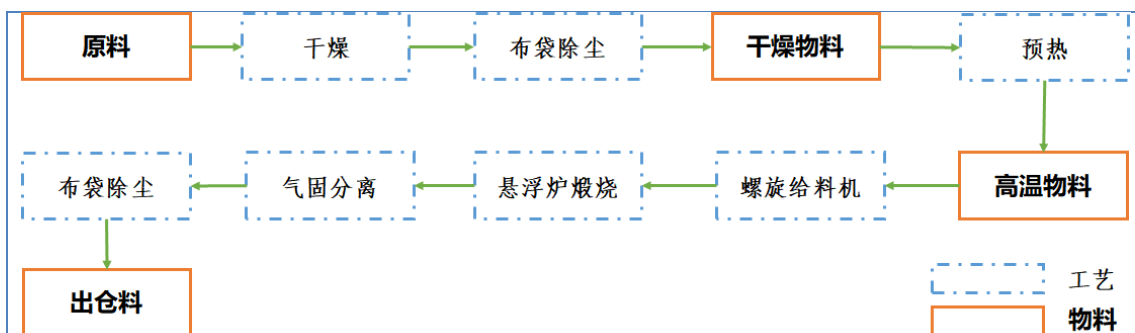 原料
干燥
布袋除尘
干燥物料
预热
高温物料
螺旋给料机
悬浮炉煅烧
气固分离
布袋除尘
出仓料
工艺
物料